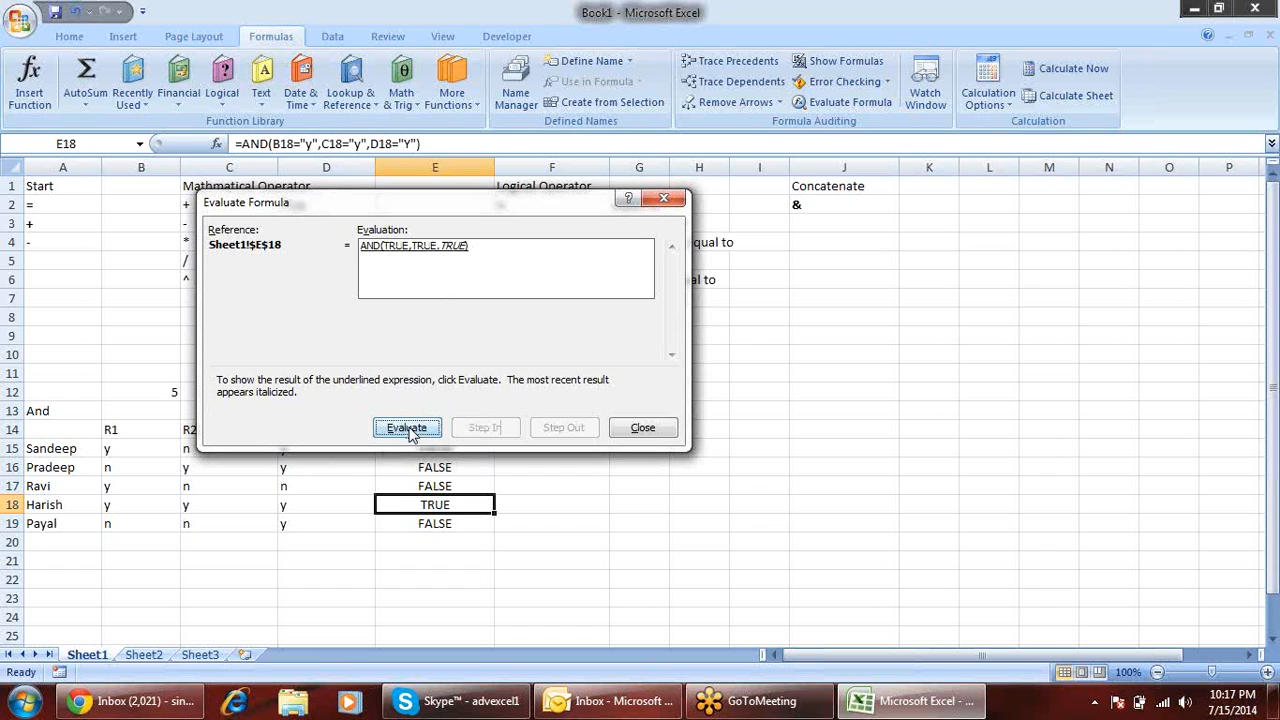 Book1 - Microsoft Excel
Home Insert Page Layout Formulas Data Review View Developer
Insert Function
AutoSum
Recently Used
Financial
Logical
Text
Date & Time
Lookup & Reference
Math & Trig
More Functions
Function Library
Name Manager
Define Name
Use in Formula
Create from Selection
Defined Names
Trace Precedents
Trace Dependents
Remove Arrows
Show Formulas
Error Checking
Evaluate Formula
Formula Auditing
Watch Window
Calculation Options
Calculate Now
Calculate Sheet
Calculation
E18 fx =AND(B18="y",C18="y",D18="Y")
A B C D E F G H I J K L M N O P
1 Start Mathmatical Operator Logical Operator Concatenate
2 = + &
3 + -
4 - * qual to
5 /
6 ^ al to
7
8
9
10
11
12 5
13 And
14 R1 R2
15 Sandeep y n y
16 Pradeep n y y FALSE
17 Ravi y n n FALSE
18 Harish y y y TRUE
19 Payal n n y FALSE
20
21
22
23
24
25
Evaluate Formula
Reference: Evaluation:
Sheet1!$E$18 = AND(TRUE,TRUE,TRUE)
To show the result of the underlined expression, click Evaluate. The most recent result
appears italicized.
Evaluate Step In Step Out Close
Sheet1 Sheet2 Sheet3
Ready 100%
Inbox (2,021) - sin...
Skype™ - advexcel1
Inbox - Microsoft ...
GoToMeeting
Microsoft Excel - ...
10:17 PM
7/15/2014